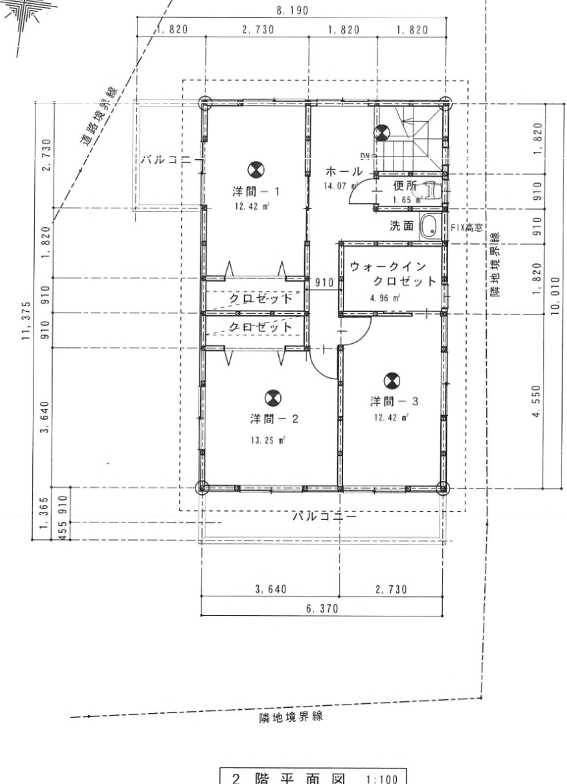 8.190
1,820
2.730
1,820
1,820
道路境界線
バルコニー
2,730
1,820
910
910
3,640
11,375
1,365
910
455
洋間-1
12.42 ㎡
ホール
14.07 ㎡
DN
便所
1.65 ㎡
洗面
FIX高窓
クロゼット
910
ウォークイン
クロゼット
4.96 ㎡
クロゼット
洋間-2
13.25 ㎡
洋間-3
12.42 ㎡
隣地境界線
1,820
910
910
1,820
4.550
10,010
バルコニー
3,640
2,730
6,370
隣地境界線
2 階 平 面 図 1:100